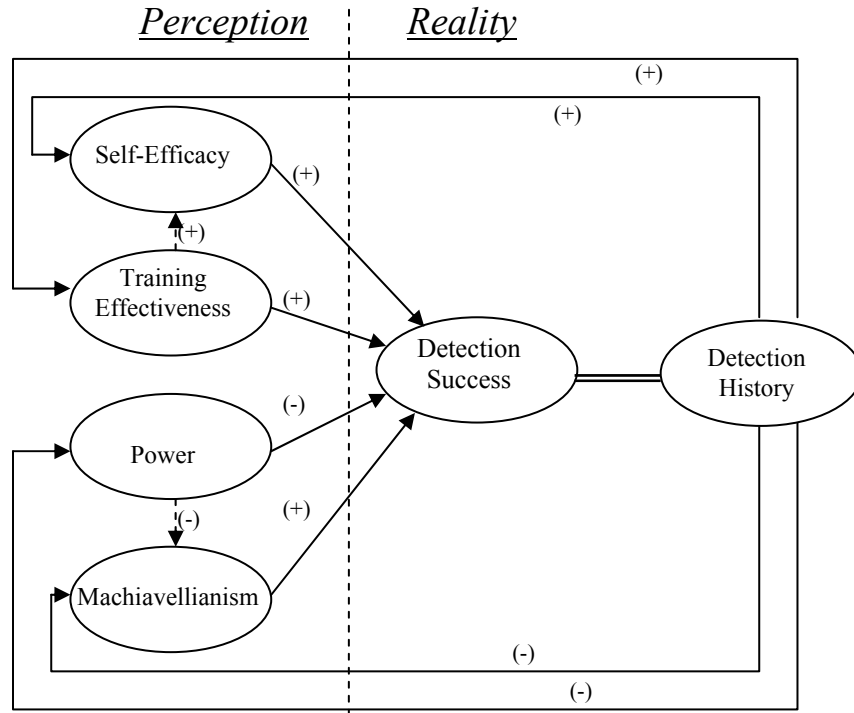 Perception
Reality
(+)
(+)
Self-Efficacy
(+)
(+)
Training
Effectiveness
(+)
Detection
Success
Detection
History
(-)
Power
(-)
(+)
Machiavellianism
(-)
(-)